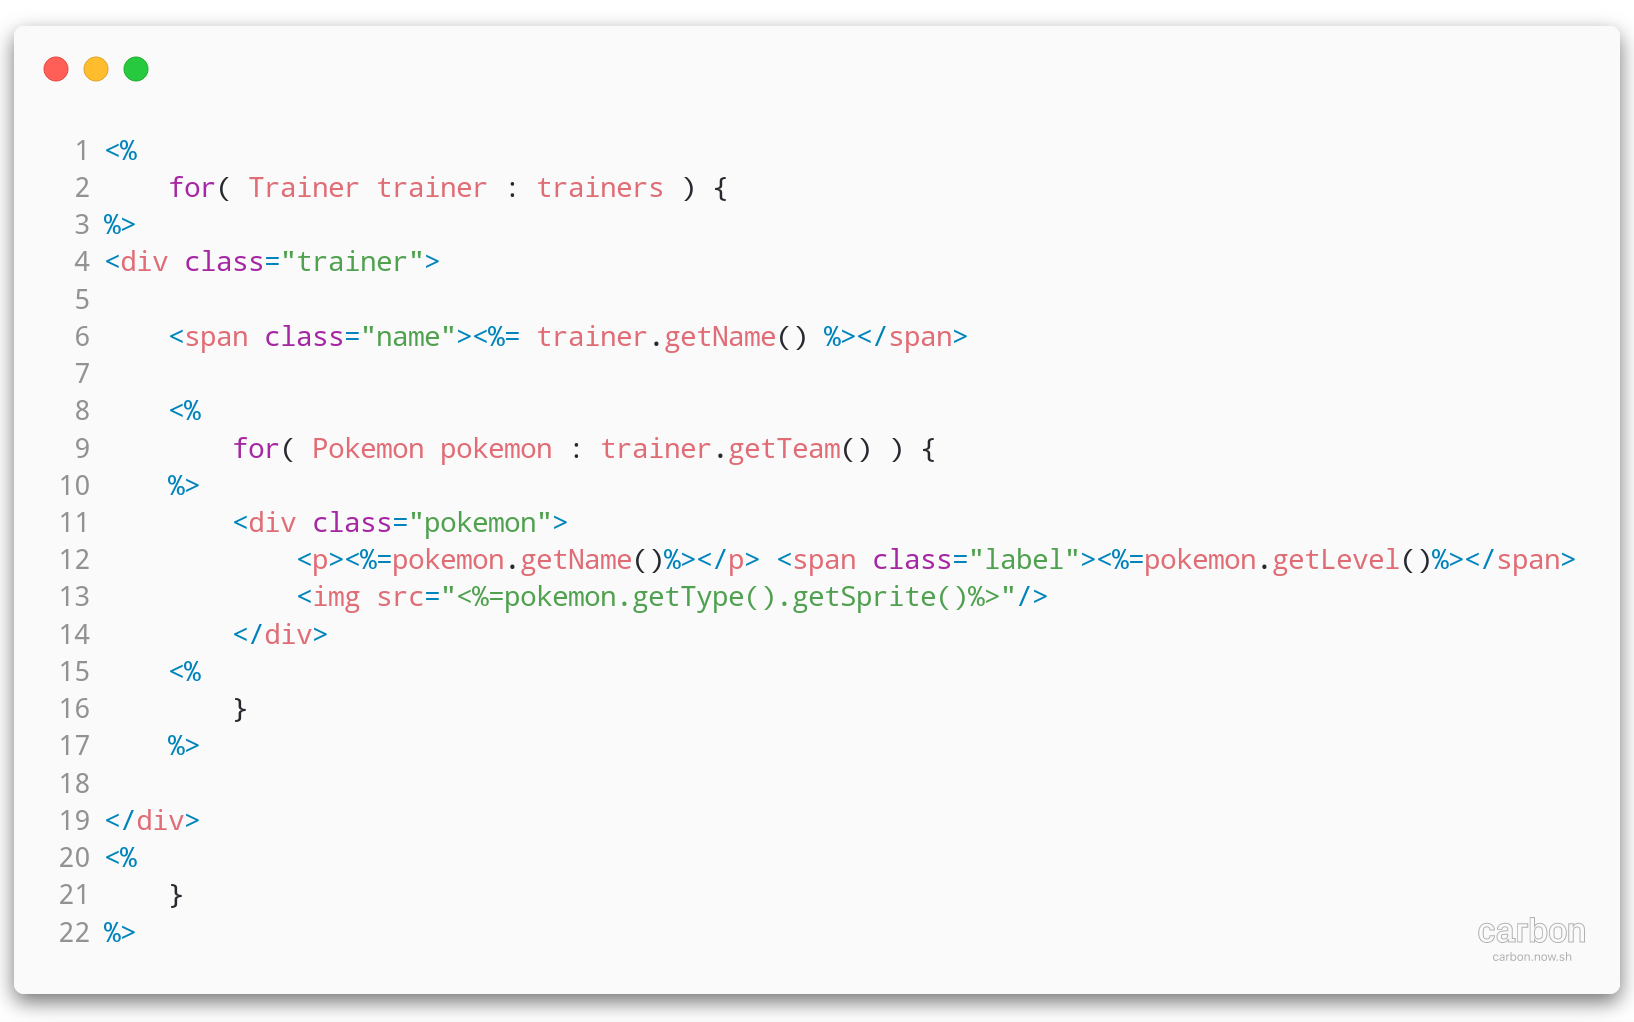 1 <%
2     for( Trainer trainer : trainers ) {
3 %>
4 <div class="trainer">
5
6     <span class="name"><%= trainer.getName() %></span>
7
8     <%
9         for( Pokemon pokemon : trainer.getTeam() ) {
10     %>
11         <div class="pokemon">
12             <p><%=pokemon.getName()%></p> <span class="label"><%=pokemon.getLevel()%></span>
13             <img src="<%=pokemon.getType().getSprite()%>"/>
14         </div>
15     <%
16         }
17     %>
18
19 </div>
20 <%
21     }
22 %>
carbon
carbon.now.sh